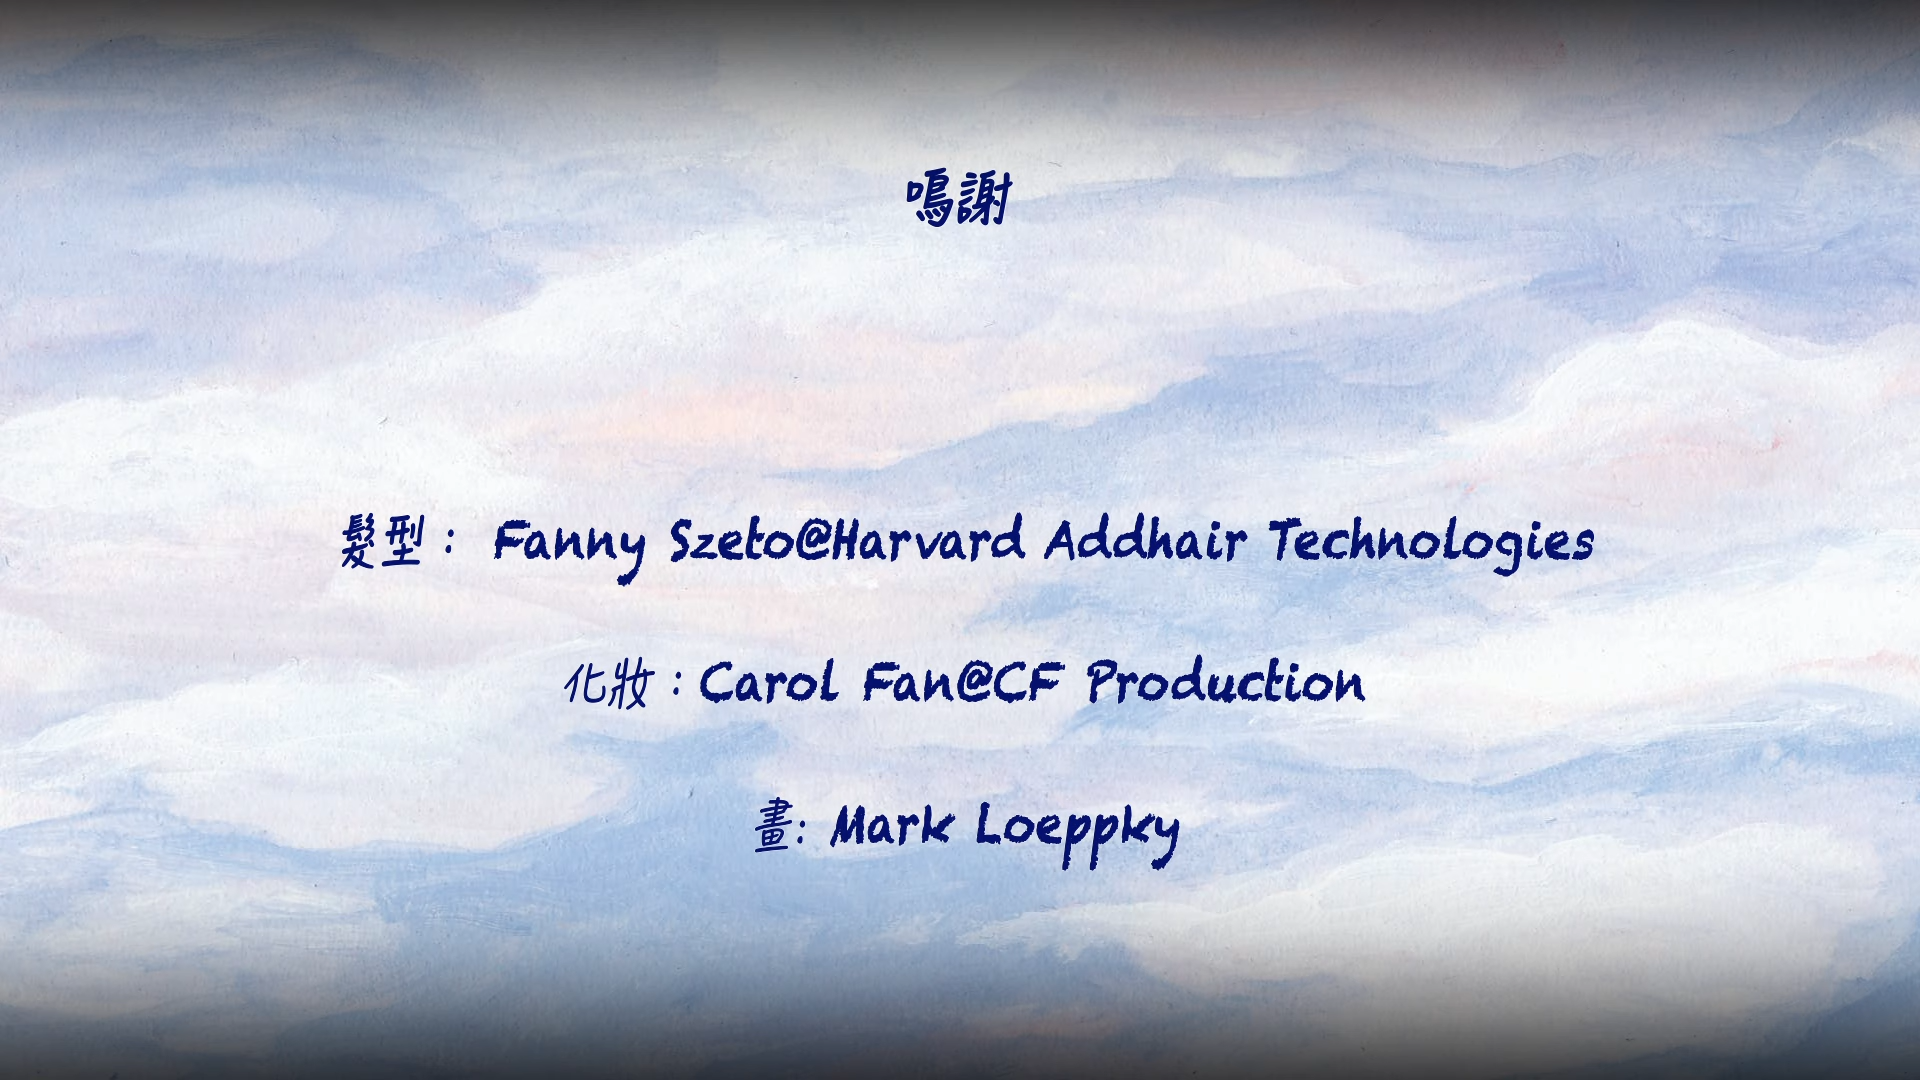 鳴謝
髮型： Fanny Szeto@Harvard Addhair Technologies
化妝：Carol Fan@CF Production
畫: Mark Loeppky